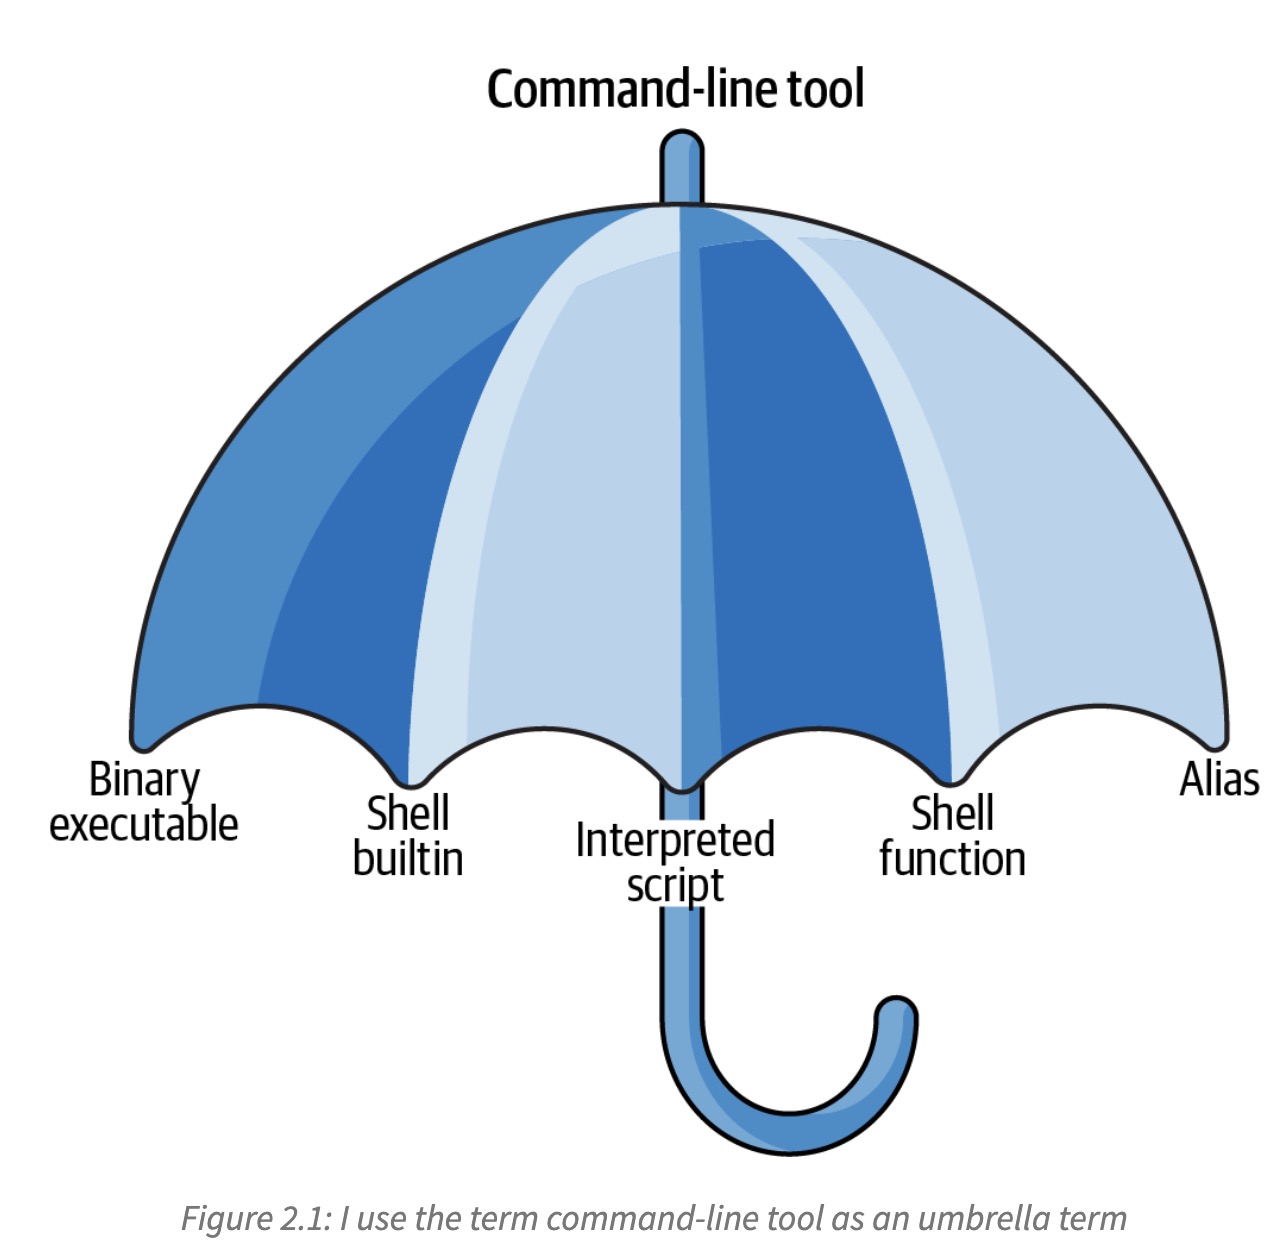 Command-line tool
Binary
executable
Shell
builtin
Interpreted
script
Shell
function
Alias
Figure 2.1: I use the term command-line tool as an umbrella term